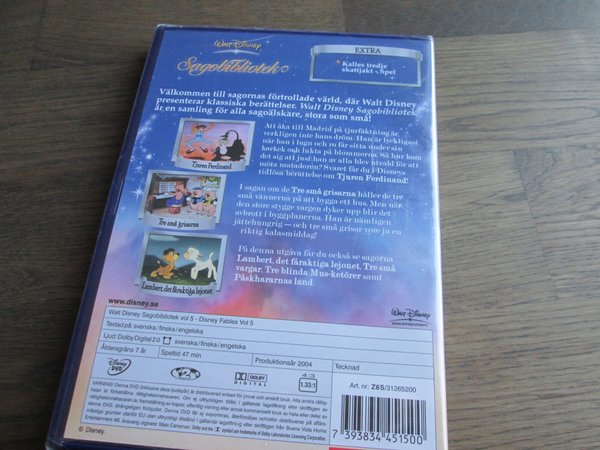 Walt Disney
Sagobibliotek
EXTRA
Kalles tredje
skattjakt - Spel
Välkommen till sagornas förtrollade värld, där Walt Disney
presenterar klassiska berättelser. Walt Disney Sagobibliotek
är en samling för alla sagoälskare, stora som små!
Att åka till Madrid på tjurfäktning är
verkligen inte hans dröm. Han är lyckligast
när han i lugn och ro får sitta under sin
korkek och lukta på blommorna. Så hur kom
det sig att just han av alla blev utvald för att
möta matadoren? Svaret får du i Disneys
tidlösa berättelse om Tjuren Ferdinand!
Tjuren Ferdinand
I sagan om de Tre små grisarna håller de tre
små vännerna på att bygga ett hus. Men när
den store stygge vargen dyker upp blir det
avbrott i byggplanerna. Han är nämligen
jättehungrig – och tre små grisar vore ju en
riktig kalasmiddag!
Tre små grisarna
På denna utgåva får du också se sagorna
Lambert, det fåraktiga lejonet, Tre små
vargar, Tre blinda Mus-ketörer samt
Påskhararnas land.
Lambert, det fåraktiga lejonet
www.disney.se
Walt Disney
Walt Disney Sagobibliotek vol 5 - Disney Fables Vol 5
Textad på: svenska/finska/engelska
Ljud: Dolby Digital 2.0 svenska/finska/engelska
Åldersgräns 7 år
Speltid 47 min
Produktionsår 2004
Tecknad
Disney
DVD
2
DOLBY
DIGITAL
4:3
1.33:1
Art. nr: Z6S/31265200
7 393834 451500
© Disney.